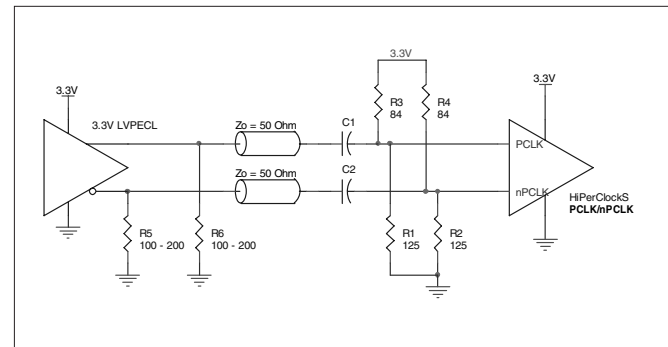 3.3V
3.3V
R3
84
R4
84
3.3V
3.3V LVPECL
Zo = 50 Ohm
C1
PCLK
Zo = 50 Ohm
C2
nPCLK
HiPerClockS
PCLK/nPCLK
R5
100 - 200
R6
100 - 200
R1
125
R2
125